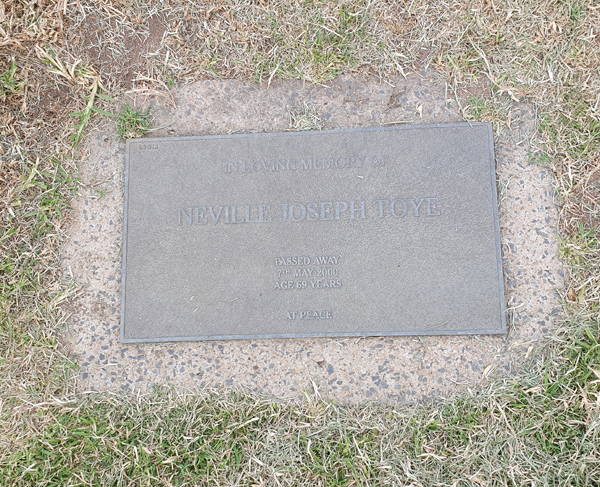 IN LOVING MEMORY OF
NEVILLE JOSEPH TOYE
PASSED AWAY
7TH MAY 2000
AGE 69 YEARS
AT PEACE